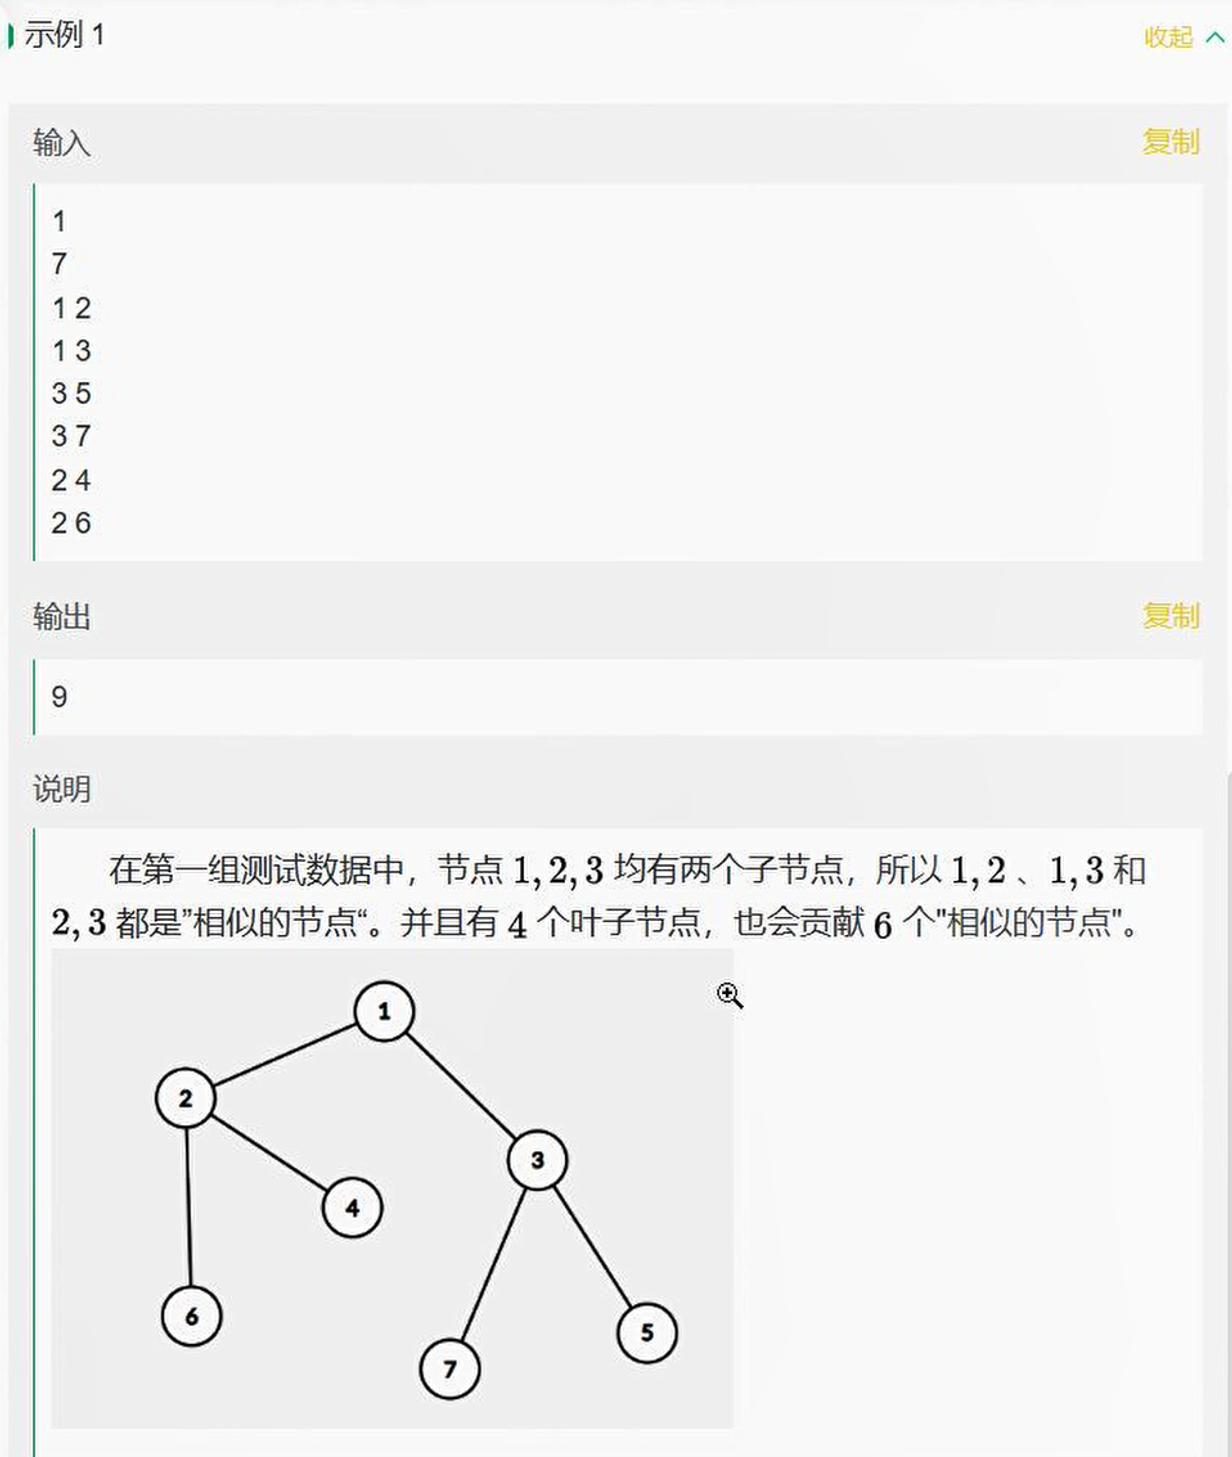 示例 1
收起
输入
复制
1
7
1 2
1 3
3 5
3 7
2 4
2 6
输出
复制
9
说明
在第一组测试数据中，节点 1, 2, 3 均有两个子节点，所以 1, 2 、1, 3 和
2, 3 都是”相似的节点“。并且有 4 个叶子节点，也会贡献 6 个"相似的节点"。
1
2
3
4
6
5
7